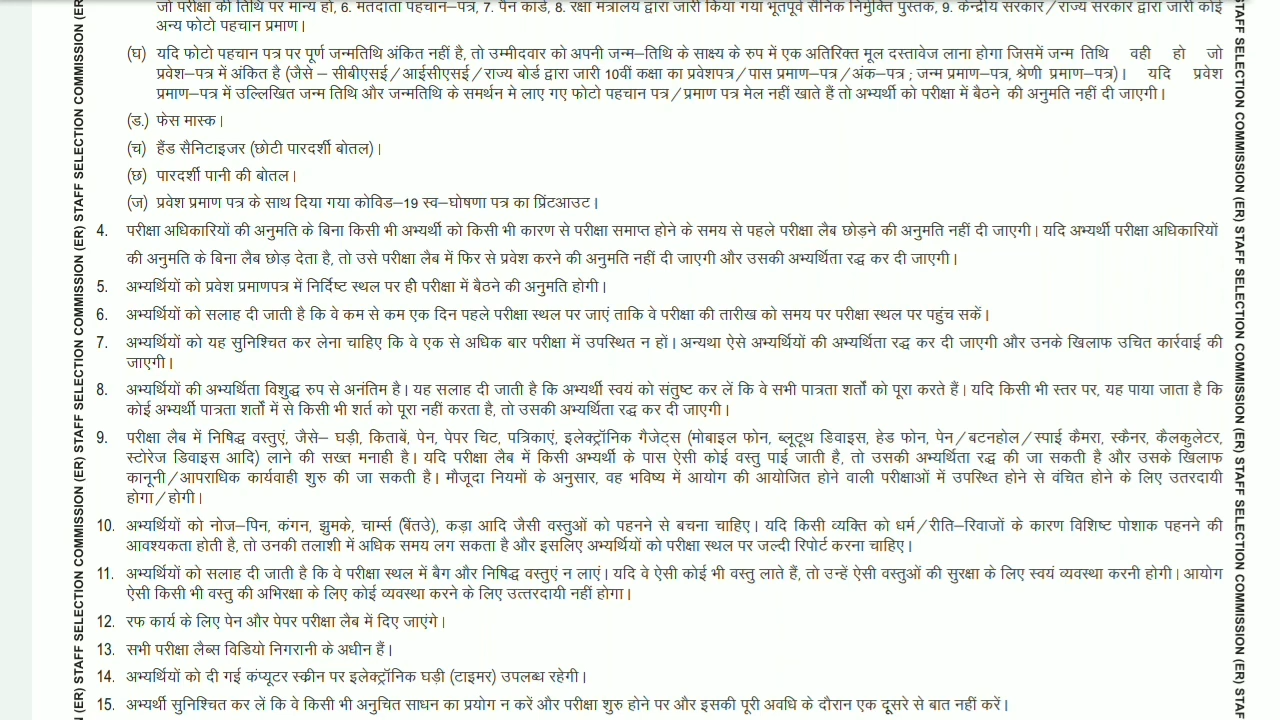 जो परीक्षा की तिथि पर मान्य हो, 6. मतदाता पहचान–पत्र, 7. पैन कार्ड, 8. रक्षा मंत्रालय द्वारा जारी किया गया भूतपूर्व सैनिक निर्मुक्ति पुस्तक, 9. केन्द्रीय सरकार/राज्य सरकार द्वारा जारी कोई
अन्य फोटो पहचान प्रमाण।
(घ) यदि फोटो पहचान पत्र पर पूर्ण जन्मतिथि अंकित नहीं है, तो उम्मीदवार को अपनी जन्म–तिथि के साक्ष्य के रुप में एक अतिरिक्त मूल दस्तावेज लाना होगा जिसमें जन्म तिथि वही हो जो
प्रवेश–पत्र में अंकित है (जैसे – सीबीएसई/आईसीएसई/राज्य बोर्ड द्वारा जारी 10वीं कक्षा का प्रवेशपत्र/पास प्रमाण–पत्र/अंक–पत्र ; जन्म प्रमाण–पत्र, श्रेणी प्रमाण–पत्र)। यदि प्रवेश
प्रमाण–पत्र में उल्लिखित जन्म तिथि और जन्मतिथि के समर्थन मे लाए गए फोटो पहचान पत्र/प्रमाण पत्र मेल नहीं खाते हैं तो अभ्यर्थी को परीक्षा में बैठने की अनुमति नहीं दी जाएगी।
(ड.) फेस मास्क।
(च) हैंड सैनिटाइजर (छोटी पारदर्शी बोतल)।
(छ) पारदर्शी पानी की बोतल।
(ज) प्रवेश प्रमाण पत्र के साथ दिया गया कोविड–19 स्व–घोषणा पत्र का प्रिंटआउट।
4. परीक्षा अधिकारियों की अनुमति के बिना किसी भी अभ्यर्थी को किसी भी कारण से परीक्षा समाप्त होने के समय से पहले परीक्षा लैब छोड़ने की अनुमति नहीं दी जाएगी। यदि अभ्यर्थी परीक्षा अधिकारियों
की अनुमति के बिना लैब छोड़ देता है, तो उसे परीक्षा लैब में फिर से प्रवेश करने की अनुमति नहीं दी जाएगी और उसकी अभ्यर्थिता रद्ध कर दी जाएगी।
5. अभ्यर्थियों को प्रवेश प्रमाणपत्र में निर्दिष्ट स्थल पर ही परीक्षा में बैठने की अनुमति होगी।
6. अभ्यर्थियों को सलाह दी जाती है कि वे कम से कम एक दिन पहले परीक्षा स्थल पर जाएं ताकि वे परीक्षा की तारीख को समय पर परीक्षा स्थल पर पहुंच सकें।
7. अभ्यर्थियों को यह सुनिश्चित कर लेना चाहिए कि वे एक से अधिक बार परीक्षा में उपस्थित न हों। अन्यथा ऐसे अभ्यर्थियों की अभ्यर्थिता रद्ध कर दी जाएगी और उनके खिलाफ उचित कार्रवाई की
जाएगी।
8. अभ्यर्थियों की अभ्यर्थिता विशुद्ध रुप से अनंतिम है। यह सलाह दी जाती है कि अभ्यर्थी स्वयं को संतुष्ट कर लें कि वे सभी पात्रता शर्तों को पूरा करते हैं। यदि किसी भी स्तर पर, यह पाया जाता है कि
कोई अभ्यर्थी पात्रता शर्तों में से किसी भी शर्त को पूरा नहीं करता है, तो उसकी अभ्यर्थिता रद्ध कर दी जाएगी।
9. परीक्षा लैब में निषिद्ध वस्तुएं, जैसे– घड़ी, किताबें, पेन, पेपर चिट, पत्रिकाएं, इलेक्ट्रॉनिक गैजेट्स (मोबाइल फोन, ब्लूटूथ डिवाइस, हेड फोन, पेन/बटनहोल/स्पाई कैमरा, स्कैनर, कैलकुलेटर,
स्टोरेज डिवाइस आदि) लाने की सख्त मनाही है। यदि परीक्षा लैब में किसी अभ्यर्थी के पास ऐसी कोई वस्तु पाई जाती है, तो उसकी अभ्यर्थिता रद्ध की जा सकती है और उसके खिलाफ
कानूनी/आपराधिक कार्यवाही शुरु की जा सकती है। मौजूदा नियमों के अनुसार, वह भविष्य में आयोग की आयोजित होने वाली परीक्षाओं में उपस्थित होने से वंचित होने के लिए उतरदायी
होगा/होगी।
10. अभ्यर्थियों को नोज–पिन, कंगन, झुमके, चार्म्स (बैंतउे), कड़ा आदि जैसी वस्तुओं को पहनने से बचना चाहिए। यदि किसी व्यक्ति को धर्म/रीति–रिवाजों के कारण विशिष्ट पोशाक पहनने की
आवश्यकता होती है, तो उनकी तलाशी में अधिक समय लग सकता है और इसलिए अभ्यर्थियों को परीक्षा स्थल पर जल्दी रिपोर्ट करना चाहिए।
11. अभ्यर्थियों को सलाह दी जाती है कि वे परीक्षा स्थल में बैग और निषिद्ध वस्तुएं न लाएं। यदि वे ऐसी कोई भी वस्तु लाते हैं, तो उन्हें ऐसी वस्तुओं की सुरक्षा के लिए स्वयं व्यवस्था करनी होगी। आयोग
ऐसी किसी भी वस्तु की अभिरक्षा के लिए कोई व्यवस्था करने के लिए उत्तरदायी नहीं होगा।
12. रफ कार्य के लिए पेन और पेपर परीक्षा लैब में दिए जाएंगे।
13. सभी परीक्षा लैब्स विडियो निगरानी के अधीन हैं।
14. अभ्यर्थियों को दी गई कंप्यूटर स्क्रीन पर इलेक्ट्रॉनिक घड़ी (टाइमर) उपलब्ध रहेगी।
15. अभ्यर्थी सुनिश्चित कर लें कि वे किसी भी अनुचित साधन का प्रयोग न करें और परीक्षा शुरु होने पर और इसकी पूरी अवधि के दौरान एक दूसरे से बात नहीं करें।
N (ER) STAFF SELECTION COMMISSION (ER) STAFF SELECTION COMMISSION (ER) STAFF SELECTION COMMISSION (ER
STAFF SELECTION COMMISSION (ER) STAFF SELECTION COMMISSION (ER) STAFF SELECTION COMMISSION (ER) STAF